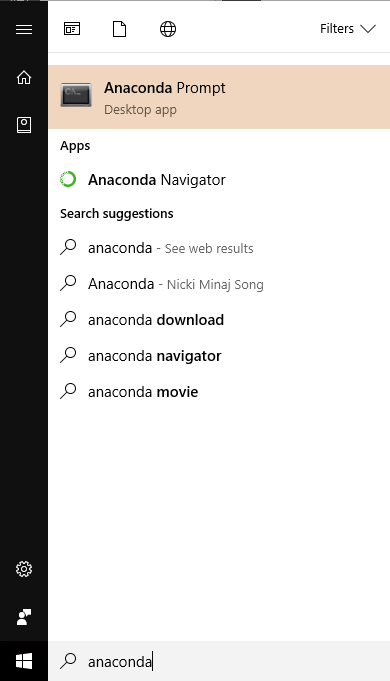 Filters
Anaconda Prompt
Desktop app
Apps
Anaconda Navigator
Search suggestions
anaconda - See web results
Anaconda - Nicki Minaj Song
anaconda download
anaconda navigator
anaconda movie
anaconda